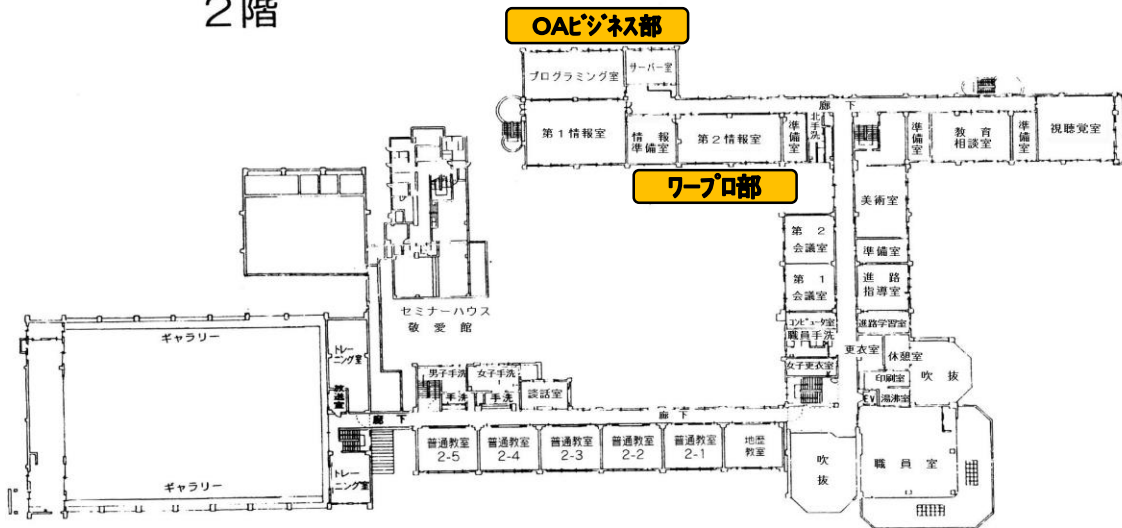 2階
OAビジネス部
プログラミング室
サーバー室
廊下
第1情報室
情報
準備室
第2情報室
準備室
北手洗
準備室
教育
相談室
準備室
視聴覚室
ワープロ部
美術室
第2
会議室
準備室
第1
会議室
進路
指導室
セミナーハウス
敬愛館
コンピュータ室
進路学習室
職員手洗
更衣室
休憩室
女子更衣室
印刷室
吹抜
EV
湯沸室
ギャラリー
トレーニング室
放送室
男子手洗
女子手洗
手洗
手洗
談話室
廊下
廊下
普通教室
2-5
普通教室
2-4
普通教室
2-3
普通教室
2-2
普通教室
2-1
地歴
教室
吹抜
職員室
トレーニング室
ギャラリー